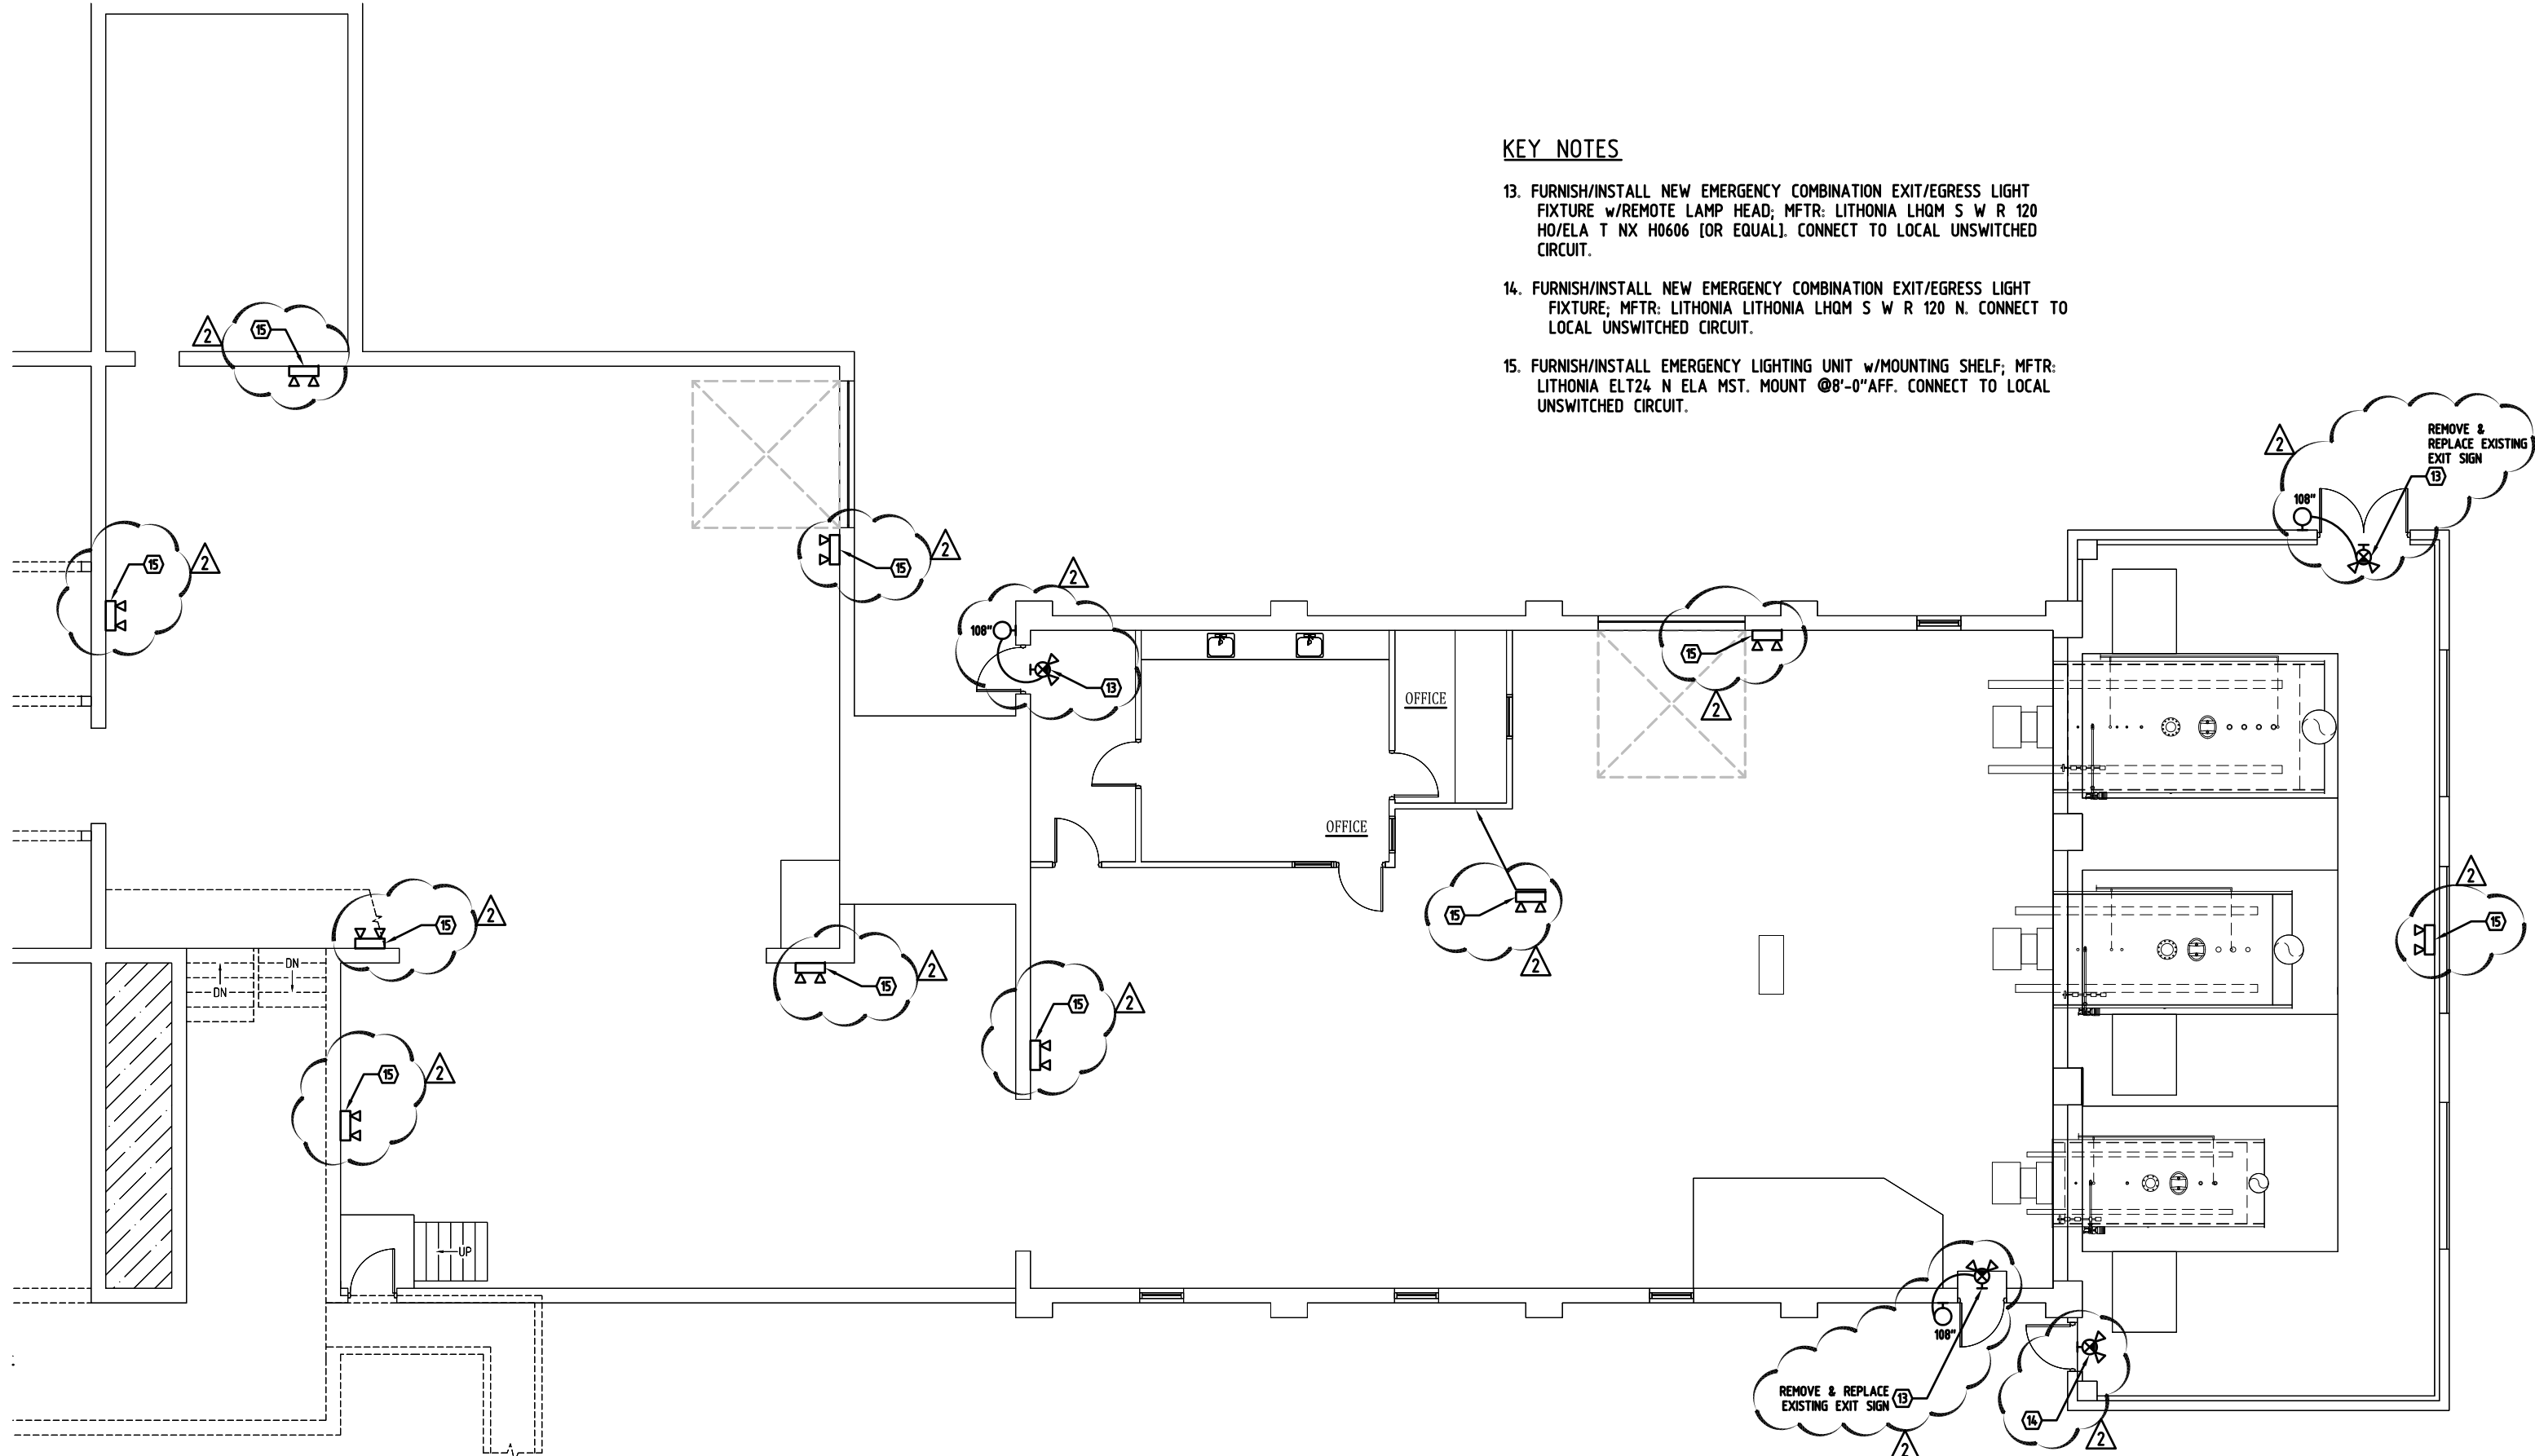 KEY NOTES
13. FURNISH/INSTALL NEW EMERGENCY COMBINATION EXIT/EGRESS LIGHT
FIXTURE w/REMOTE LAMP HEAD; MFTR: LITHONIA LHQM S W R 120
HO/ELA T NX H0606 [OR EQUAL]. CONNECT TO LOCAL UNSWITCHED
CIRCUIT.
14. FURNISH/INSTALL NEW EMERGENCY COMBINATION EXIT/EGRESS LIGHT
FIXTURE; MFTR: LITHONIA LITHONIA LHQM S W R 120 N. CONNECT TO
LOCAL UNSWITCHED CIRCUIT.
15. FURNISH/INSTALL EMERGENCY LIGHTING UNIT w/MOUNTING SHELF; MFTR:
LITHONIA ELT24 N ELA MST. MOUNT @8'-0"AFF. CONNECT TO LOCAL
UNSWITCHED CIRCUIT.
2
15
2
REMOVE &
REPLACE EXISTING
EXIT SIGN
13
108"
15
2
15
2
2
108"
13
15
2
OFFICE
OFFICE
15
2
15
2
15
2
15
2
15
2
DN
DN
15
2
UP
108"
REMOVE & REPLACE
EXISTING EXIT SIGN
13
2
14
2